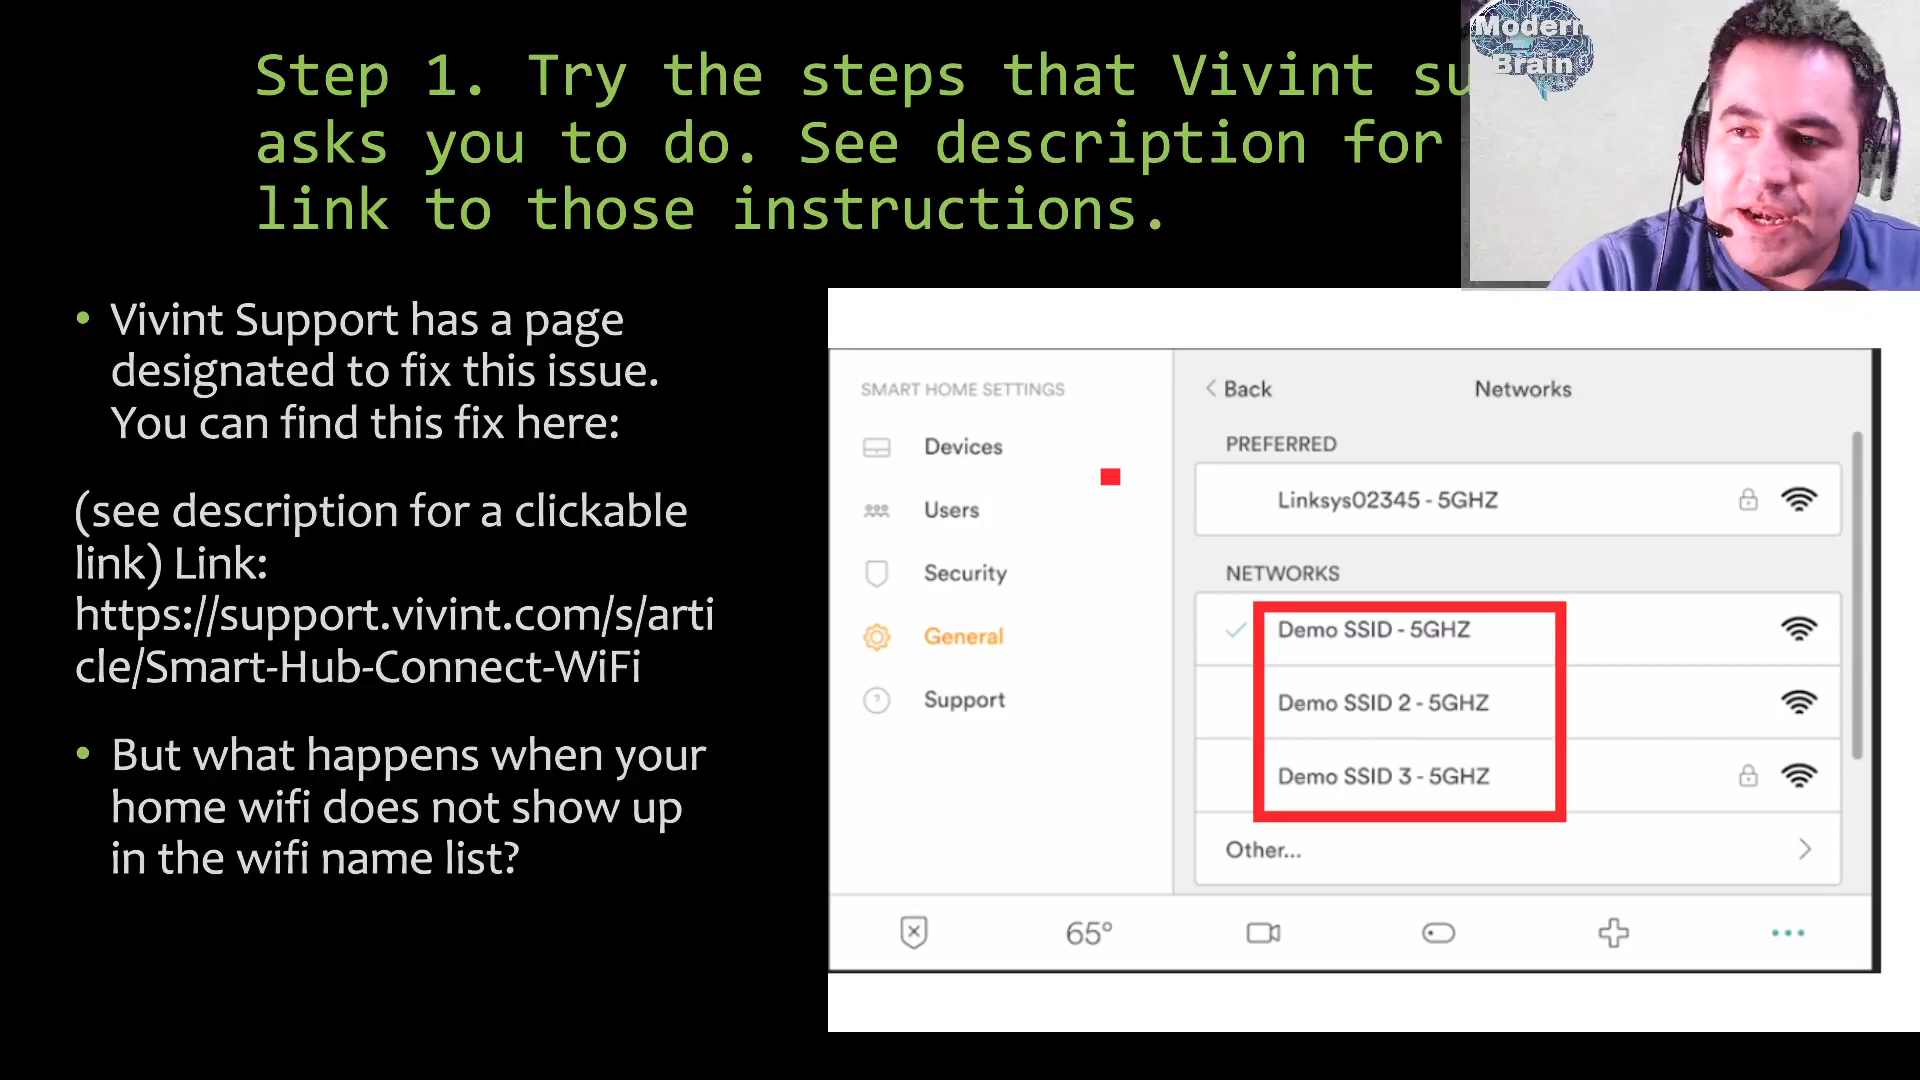 Step 1. Try the steps that Vivint su
asks you to do. See description for
link to those instructions.
Modern
Brain
• Vivint Support has a page
designated to fix this issue.
You can find this fix here:
(see description for a clickable
link) Link:
https://support.vivint.com/s/arti
cle/Smart-Hub-Connect-WiFi
• But what happens when your
home wifi does not show up
in the wifi name list?
SMART HOME SETTINGS
Devices
Users
Security
General
Support
Back
Networks
PREFERRED
Linksys02345 - 5GHZ
NETWORKS
Demo SSID - 5GHZ
Demo SSID 2 - 5GHZ
Demo SSID 3 - 5GHZ
Other...
65°